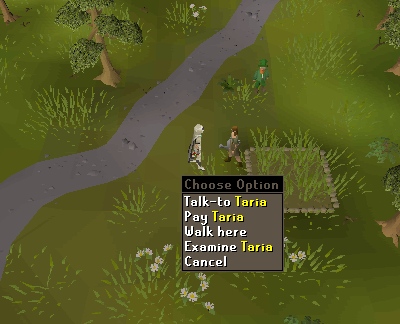 Choose Option
Talk-to Taria
Pay Taria
Walk here
Examine Taria
Cancel